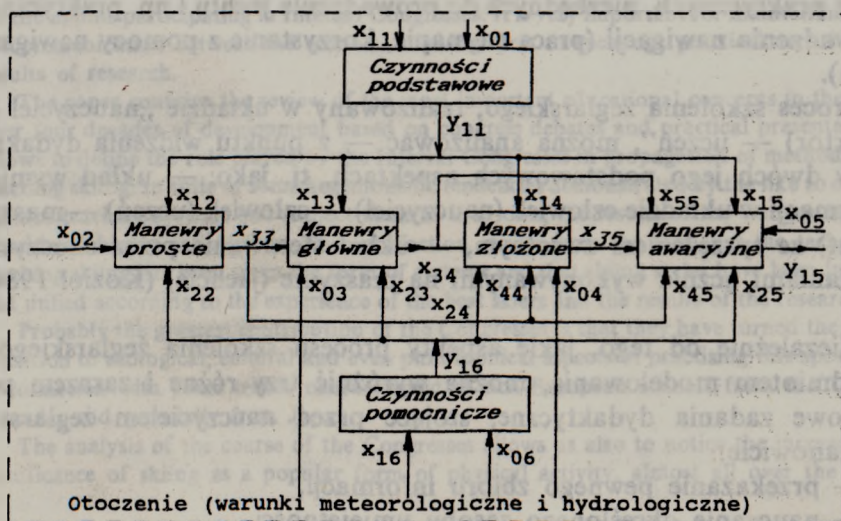 x11 x01
Czynności
podstawowe
y11
x12 x13 x14 x55 x15
x05
x02
Manewry
proste
x33
Manewry
główne
Manewry
złożone
x35
Manewry
awaryjne
x34
y15
x22 x03 x23 x44 x04 x45 x25
x24
y16
Czynności
pomocnicze
x16 x06
Otoczenie (warunki meteorologiczne i hydrologiczne)